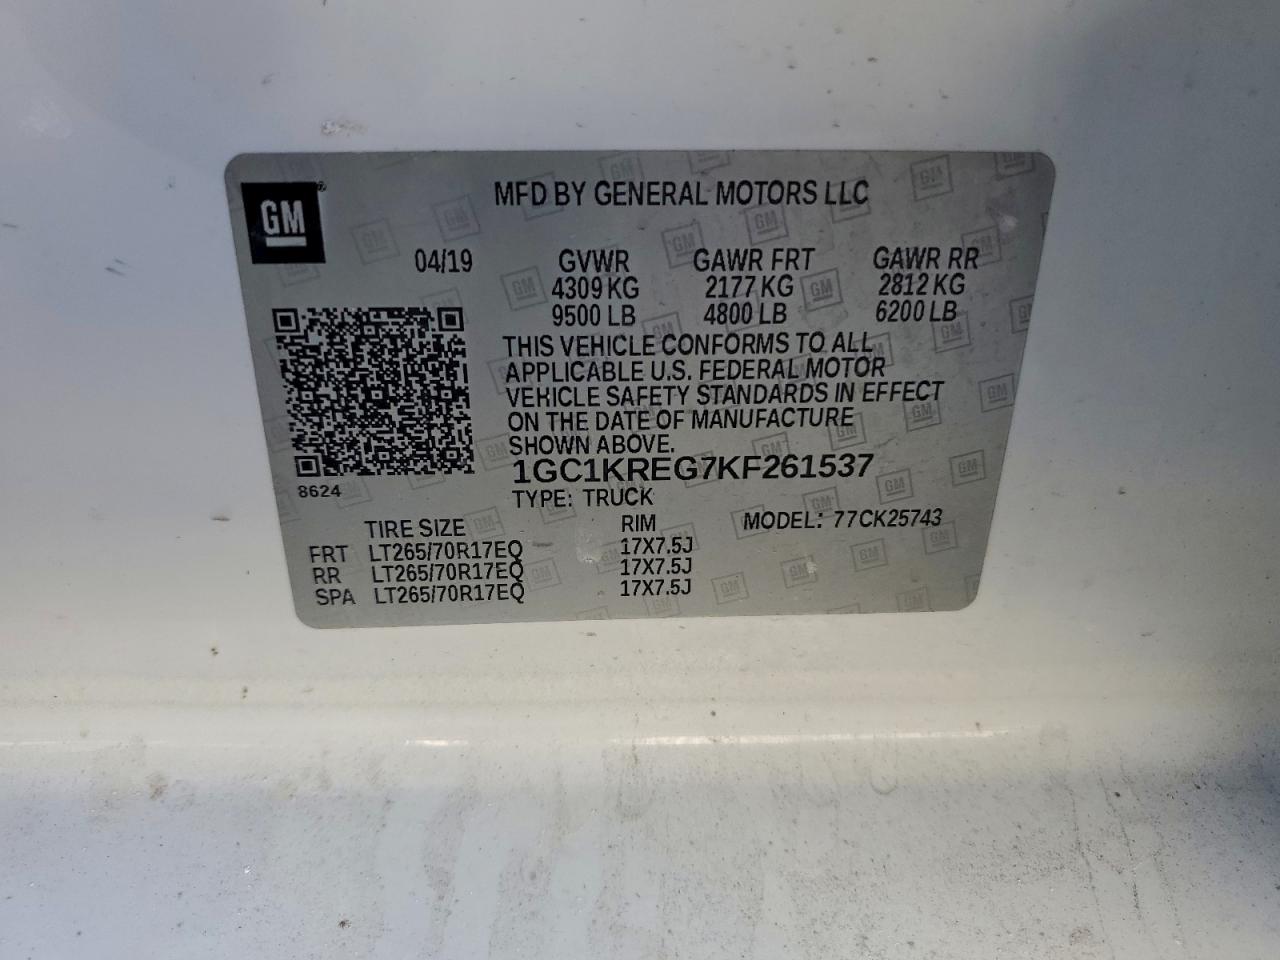 GM
MFD BY GENERAL MOTORS LLC
04/19 GVWR GAWR FRT GAWR RR
4309 KG 2177 KG 2812 KG
9500 LB 4800 LB 6200 LB
THIS VEHICLE CONFORMS TO ALL
APPLICABLE U.S. FEDERAL MOTOR
VEHICLE SAFETY STANDARDS IN EFFECT
ON THE DATE OF MANUFACTURE
SHOWN ABOVE.
1GC1KREG7KF261537
8624
TYPE: TRUCK
TIRE SIZE RIM MODEL: 77CK25743
FRT LT265/70R17EQ 17X7.5J
RR LT265/70R17EQ 17X7.5J
SPA LT265/70R17EQ 17X7.5J